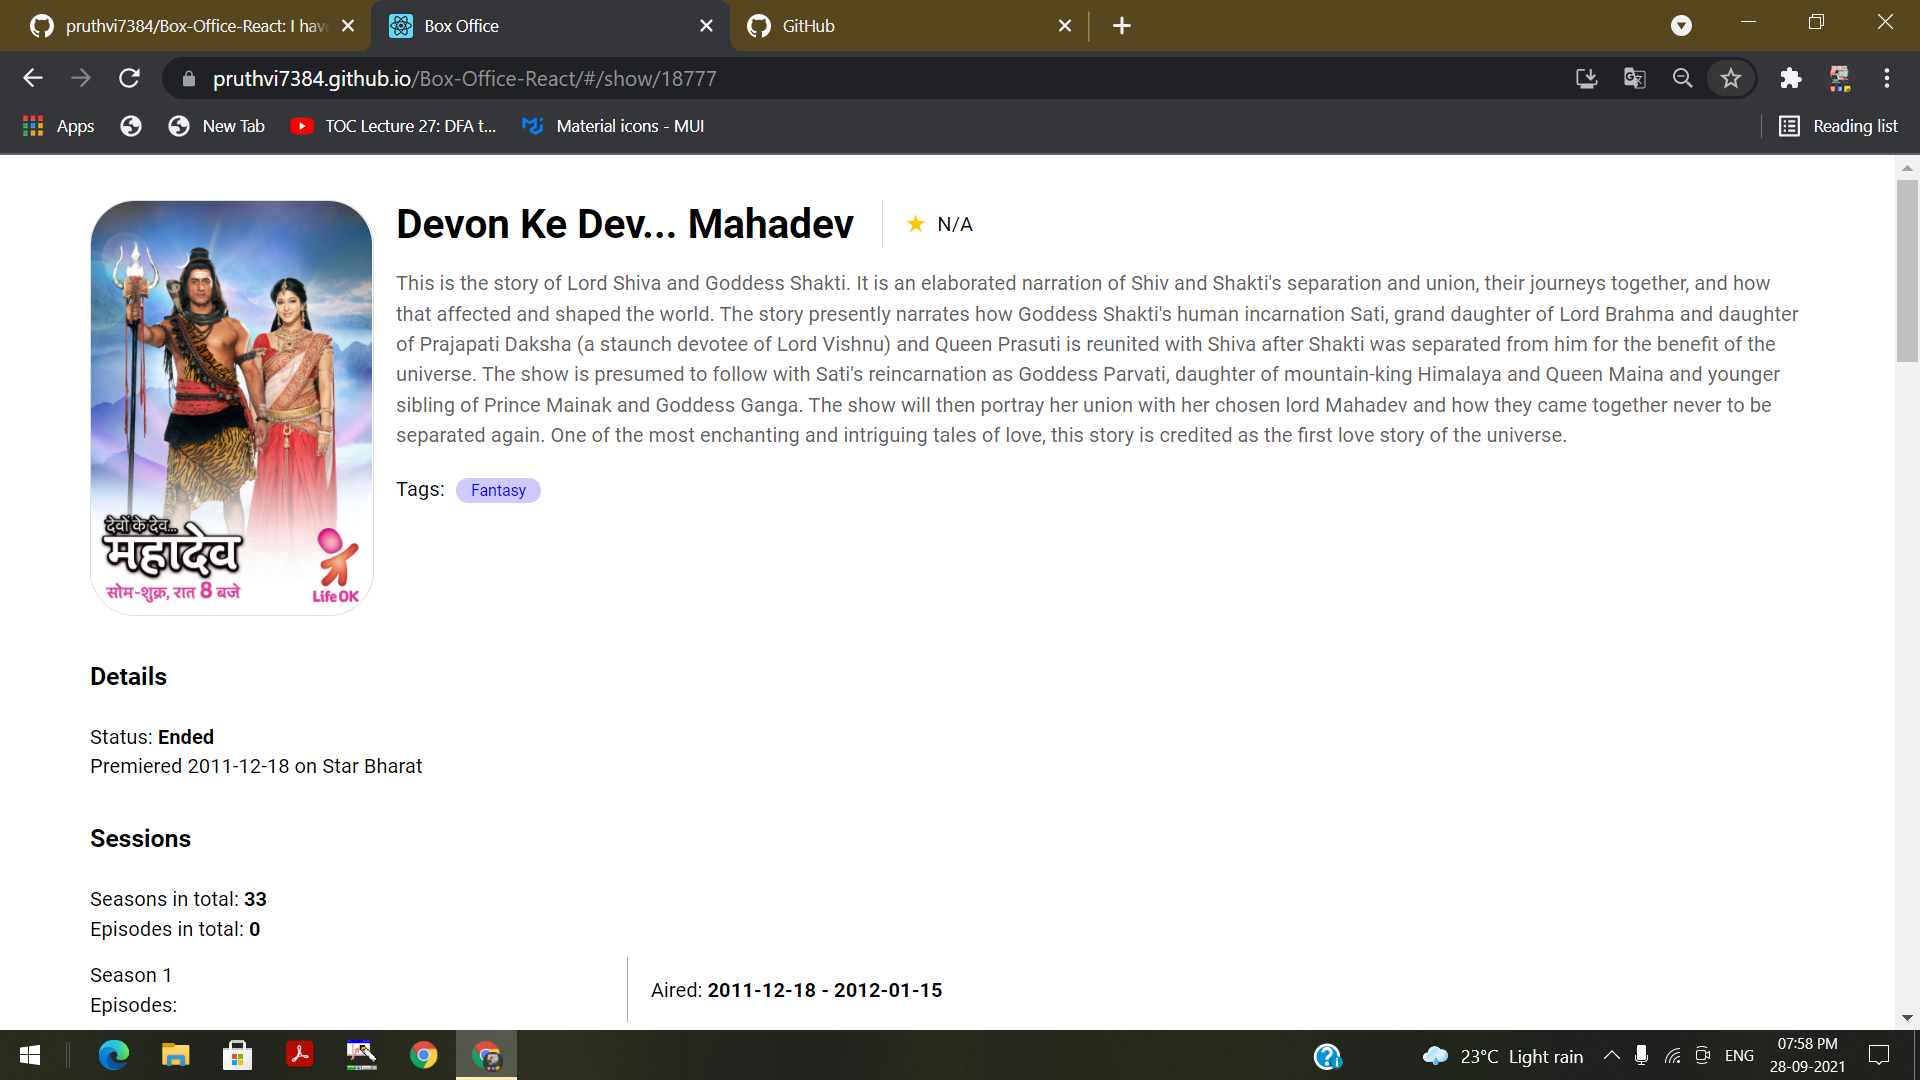 pruthvi7384/Box-Office-React: I hav
Box Office
GitHub
pruthvi7384.github.io/Box-Office-React/#/show/18777
Apps
New Tab
TOC Lecture 27: DFA t...
Material icons - MUI
Reading list
Devon Ke Dev... Mahadev
N/A
This is the story of Lord Shiva and Goddess Shakti. It is an elaborated narration of Shiv and Shakti's separation and union, their journeys together, and how
that affected and shaped the world. The story presently narrates how Goddess Shakti's human incarnation Sati, grand daughter of Lord Brahma and daughter
of Prajapati Daksha (a staunch devotee of Lord Vishnu) and Queen Prasuti is reunited with Shiva after Shakti was separated from him for the benefit of the
universe. The show is presumed to follow with Sati's reincarnation as Goddess Parvati, daughter of mountain-king Himalaya and Queen Maina and younger
sibling of Prince Mainak and Goddess Ganga. The show will then portray her union with her chosen lord Mahadev and how they came together never to be
separated again. One of the most enchanting and intriguing tales of love, this story is credited as the first love story of the universe.
Tags: Fantasy
देवों के देव...
महादेव
सोम-शुक्र, रात 8 बजे
Life OK
Details
Status: Ended
Premiered 2011-12-18 on Star Bharat
Sessions
Seasons in total: 33
Episodes in total: 0
Season 1
Episodes:
Aired: 2011-12-18 - 2012-01-15
23°C Light rain
ENG
07:58 PM
28-09-2021